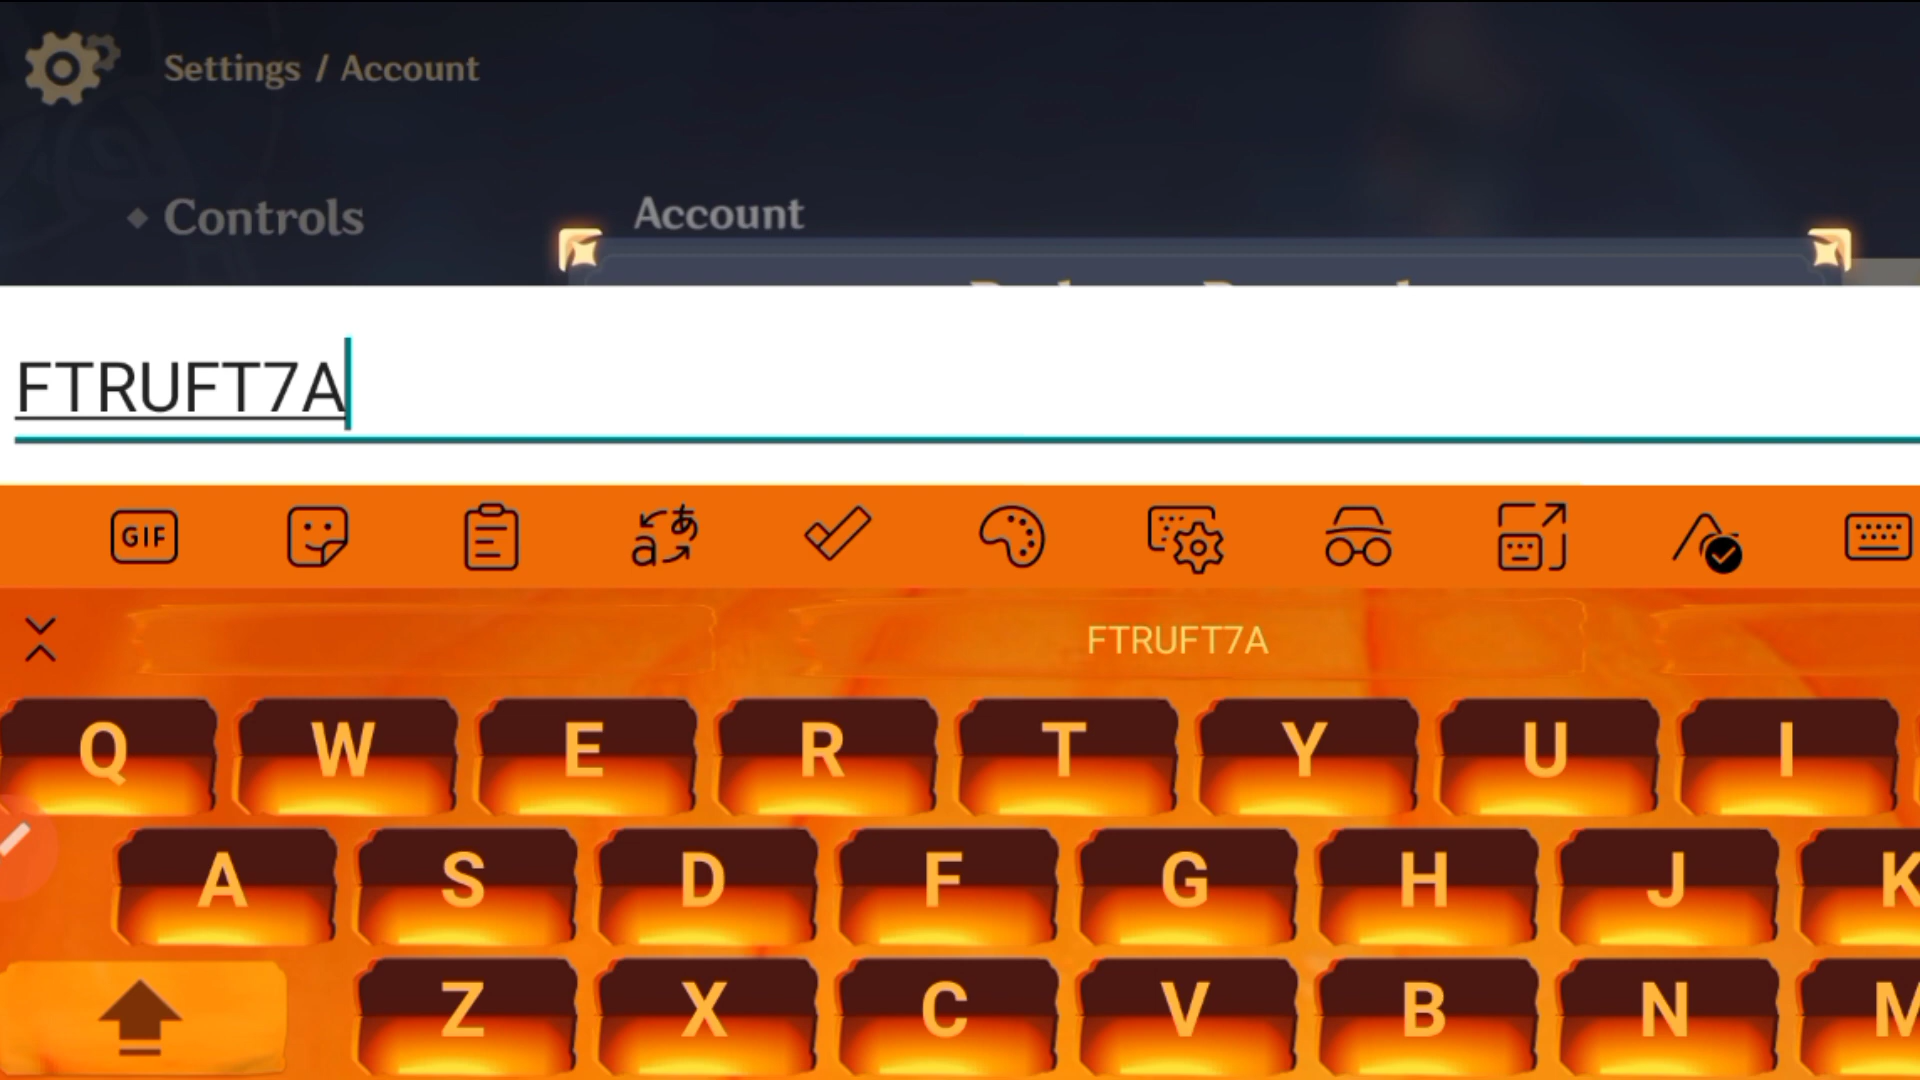 Settings / Account
Controls
Account
FTRUFT7A
GIF
FTRUFT7A
Q W E R T Y U I
A S D F G H J K
Z X C V B N M